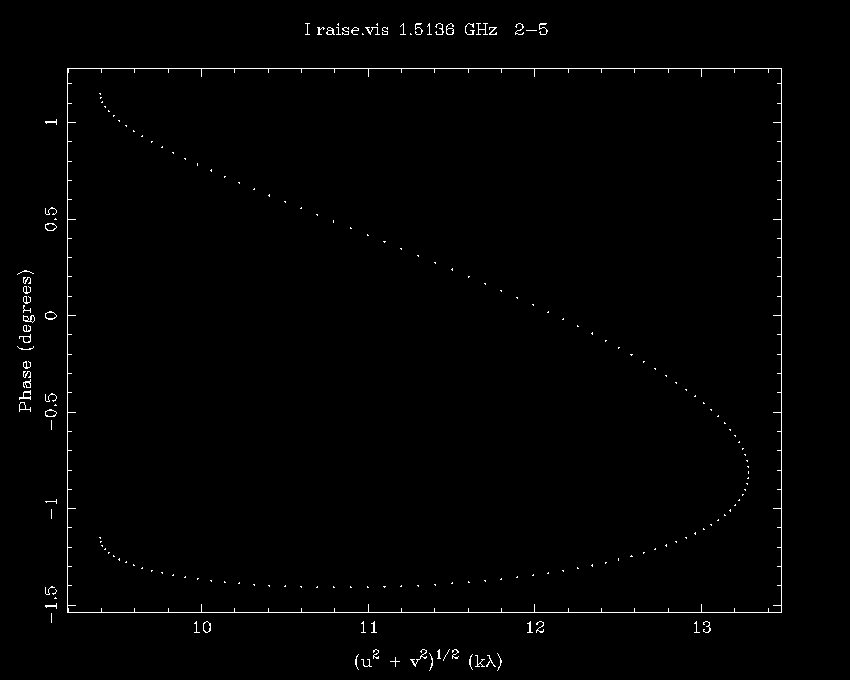 I raise.vis 1.5136 GHz 2-5
1
0.5
0
-0.5
-1
-1.5
Phase (degrees)
10 11 12 13
(u² + v²)^1/2 (kλ)